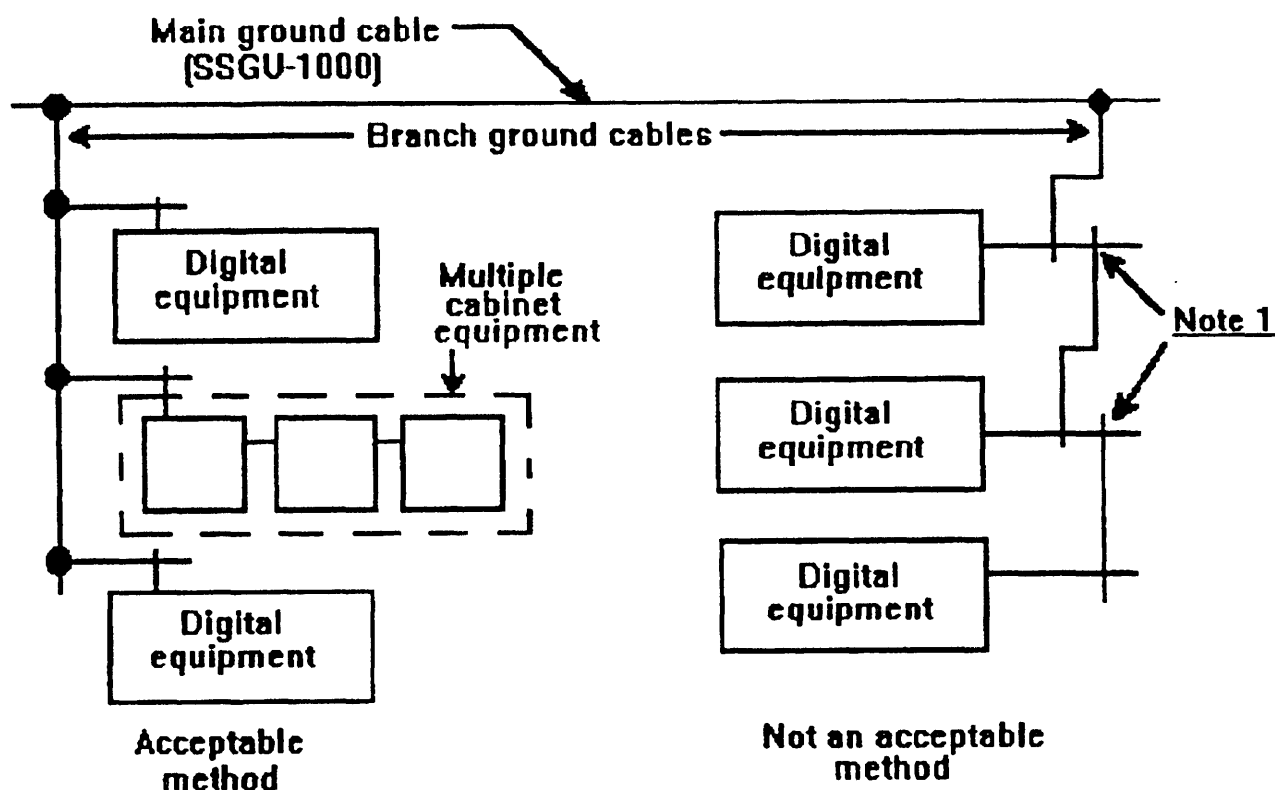 Main ground cable
(SSGU-1000)
Branch ground cables
Digital
equipment
Multiple
cabinet
equipment
Digital
equipment
Digital
equipment
Note 1
Digital
equipment
Digital
equipment
Acceptable
method
Not an acceptable
method